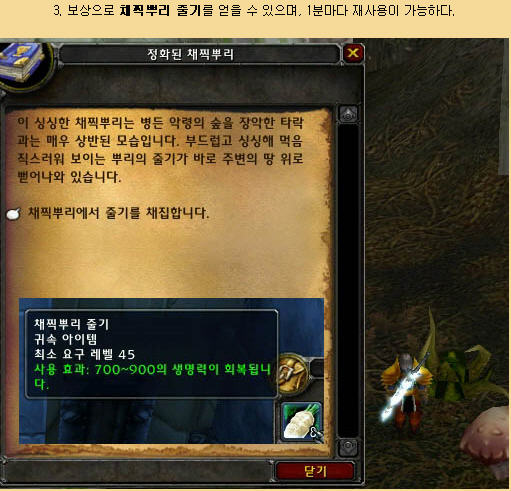 3. 보상으로 채찍뿌리 줄기를 얻을 수 있으며, 1분마다 재사용이 가능하다.
정화된 채찍뿌리
이 싱싱한 채찍뿌리는 병든 악령의 숲을 장악한 타락
과는 매우 상반된 모습입니다. 부드럽고 싱싱해 먹음
직스러워 보이는 뿌리의 줄기가 바로 주변의 땅 위로
뻗어나와 있습니다.
채찍뿌리에서 줄기를 채집합니다.
채찍뿌리 줄기
귀속 아이템
최소 요구 레벨 45
사용 효과: 700~900의 생명력이 회복됩니
다.
닫기